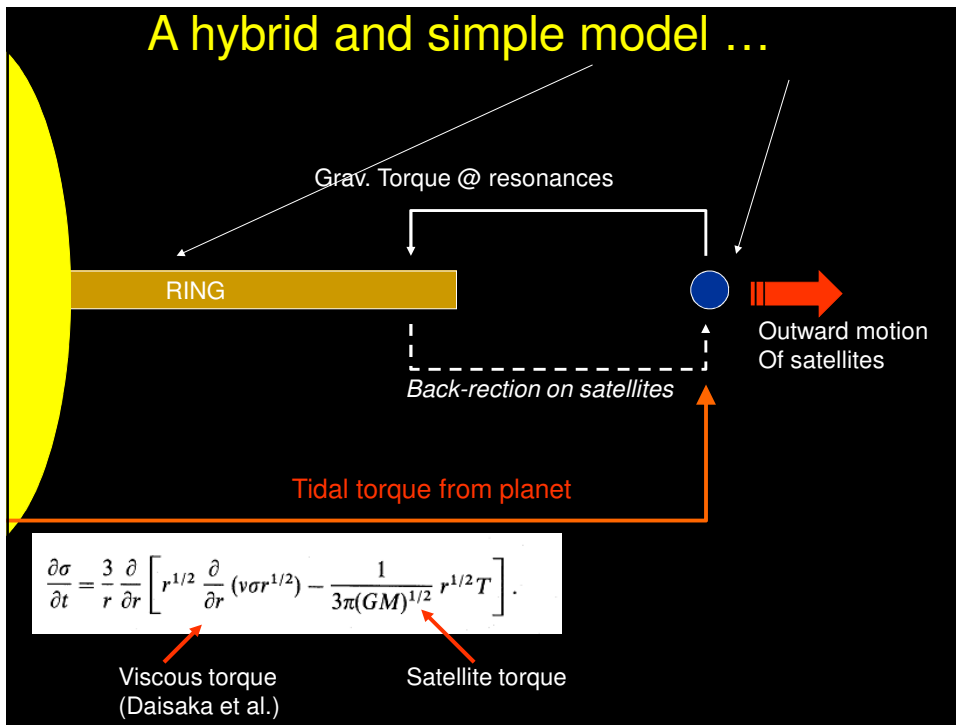 A hybrid and simple model …
Grav. Torque @ resonances
RING
Outward motion
Of satellites
Back-rection on satellites
Tidal torque from planet
∂σ/∂t = 3/r ∂/∂r [ r^{1/2} ∂/∂r (νσr^{1/2}) − 1/(3π(GM)^{1/2}) r^{1/2}T ] .
Viscous torque
(Daisaka et al.)
Satellite torque